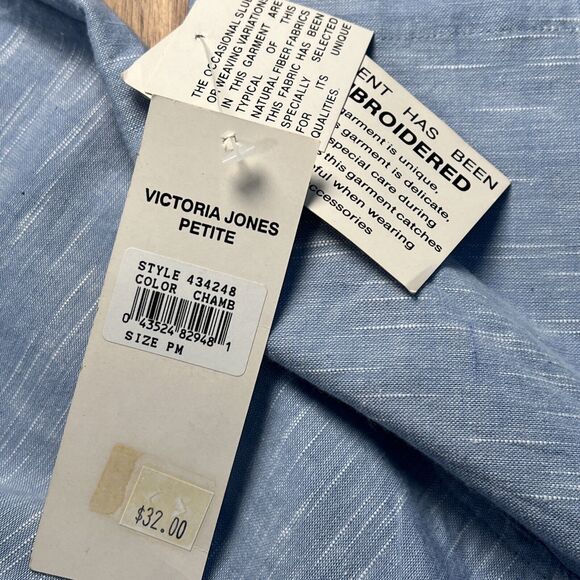 THE OCCASIONAL SLUB
OR WEAVING VARIATIONS
IN THIS GARMENT ARE
TYPICAL OF THIS
NATURAL FIBER FABRICS
THIS FABRIC HAS BEEN
SPECIALLY SELECTED
FOR ITS UNIQUE
QUALITIES.
ENT HAS BEEN
BROIDERED
garment is unique,
s garment is delicate,
special care during
this garment catches
eful when wearing
accessories
VICTORIA JONES
PETITE
STYLE 434248
COLOR CHAMB
0 43524 82948 1
SIZE PM
$32.00